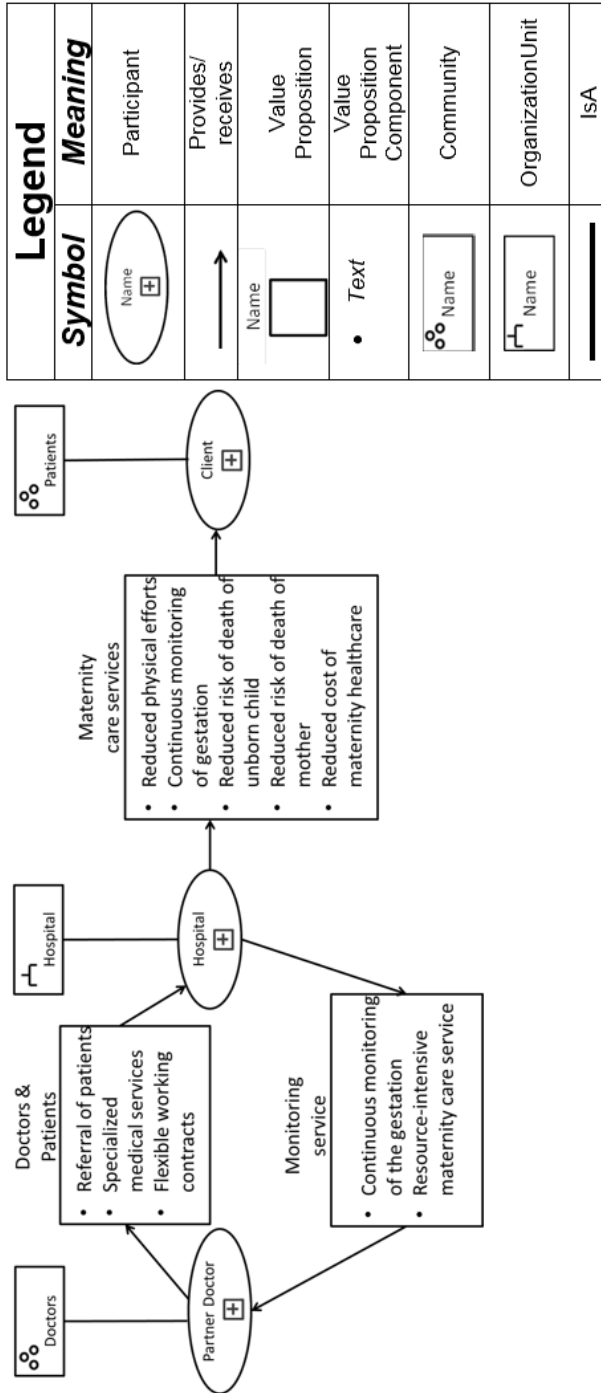 Doctors
Partner Doctor
Doctors &
Patients
• Referral of patients
• Specialized
medical services
• Flexible working
contracts
Monitoring
service
• Continuous monitoring
of the gestation
• Resource-intensive
maternity care service
Hospital
Hospital
Maternity
care services
• Reduced physical efforts
• Continuous monitoring
of gestation
• Reduced risk of death of
unborn child
• Reduced risk of death of
mother
• Reduced cost of
maternity healthcare
Patients
Client
Legend
Symbol Meaning
Name Participant
Provides/
receives
Name
Value
Proposition
• Text
Value
Proposition
Component
Name Community
Name OrganizationUnit
IsA